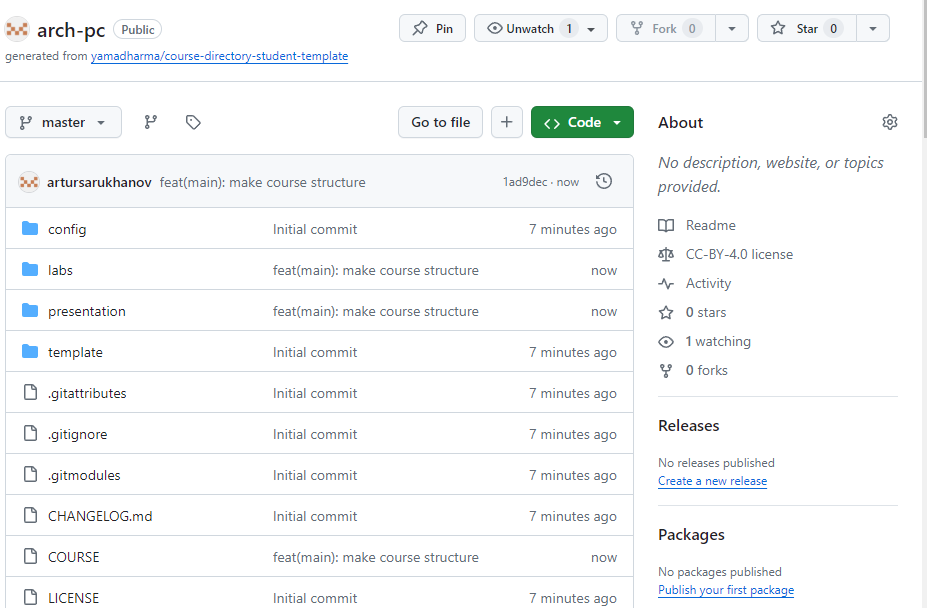 arch-pc Public Pin Unwatch 1 Fork 0 Star 0
generated from yamadharma/course-directory-student-template
master Go to file Code
artursarukhanov feat(main): make course structure 1ad9dec · now
config Initial commit 7 minutes ago
labs feat(main): make course structure now
presentation feat(main): make course structure now
template Initial commit 7 minutes ago
.gitattributes Initial commit 7 minutes ago
.gitignore Initial commit 7 minutes ago
.gitmodules Initial commit 7 minutes ago
CHANGELOG.md Initial commit 7 minutes ago
COURSE feat(main): make course structure now
LICENSE Initial commit 7 minutes ago
About
No description, website, or topics
provided.
Readme
CC-BY-4.0 license
Activity
0 stars
1 watching
0 forks
Releases
No releases published
Create a new release
Packages
No packages published
Publish your first package